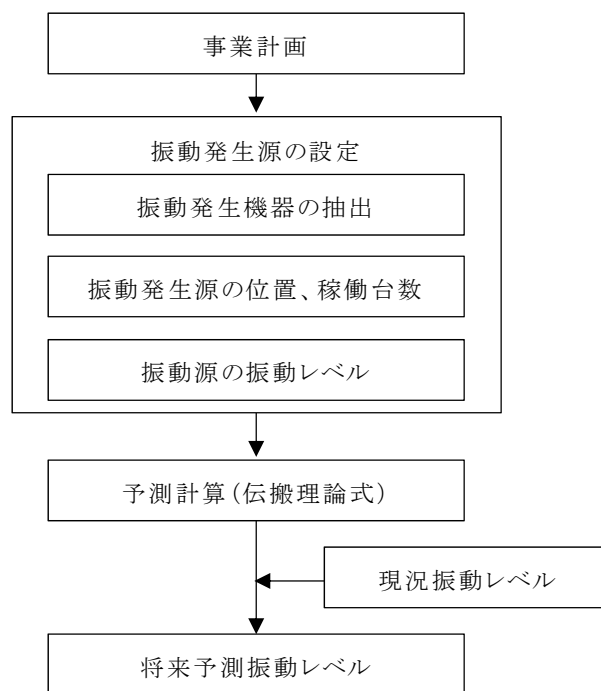 事業計画
振動発生源の設定
振動発生機器の抽出
振動発生源の位置、稼働台数
振動源の振動レベル
予測計算(伝搬理論式)
現況振動レベル
将来予測振動レベル